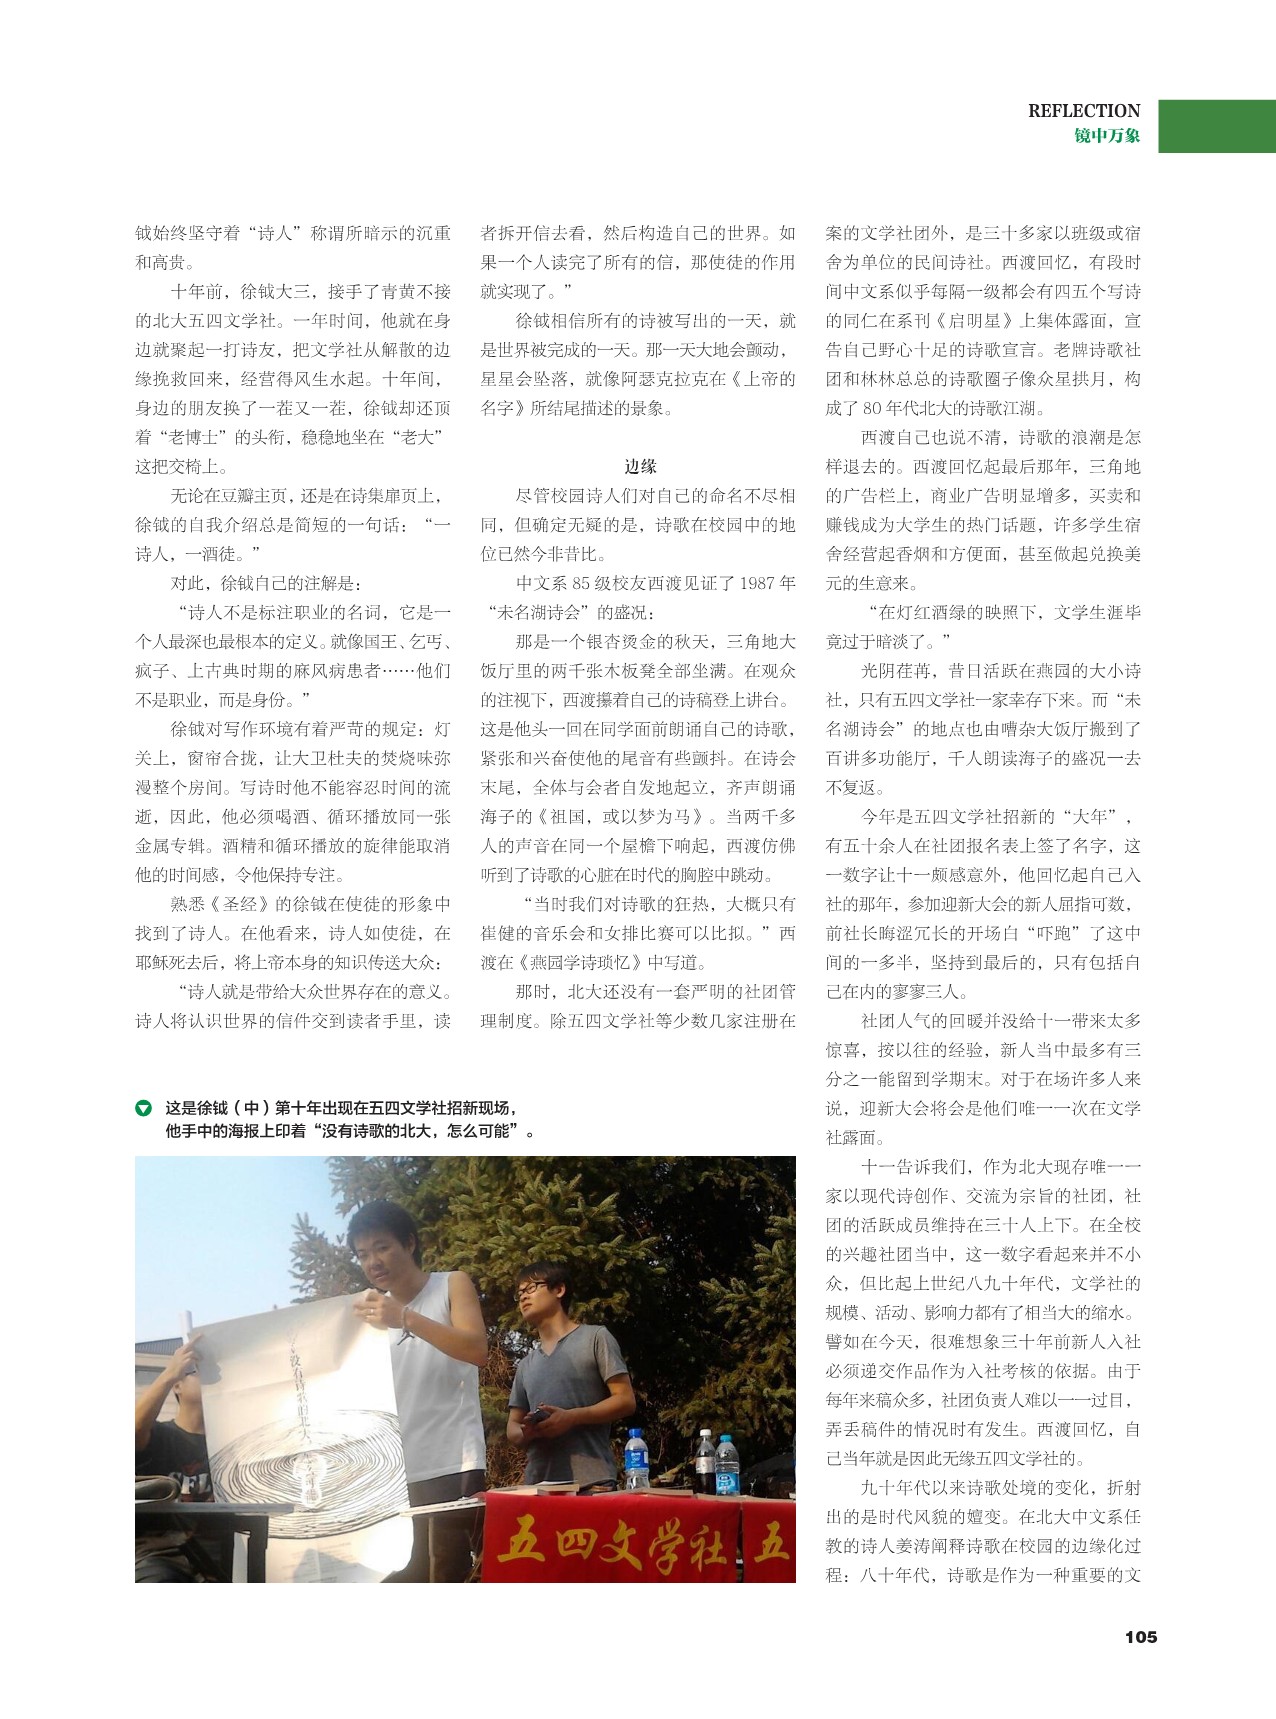 REFLECTION
镜中万象
钺始终坚守着“诗人”称谓所暗示的沉重
和高贵。
十年前，徐钺大三，接手了青黄不接
的北大五四文学社。一年时间，他就在身
边就聚起一打诗友，把文学社从解散的边
缘挽救回来，经营得风生水起。十年间，
身边的朋友换了一茬又一茬，徐钺却还顶
着“老博士”的头衔，稳稳地坐在“老大”
这把交椅上。
无论在豆瓣主页，还是在诗集扉页上，
徐钺的自我介绍总是简短的一句话：“一
诗人，一酒徒。”
对此，徐钺自己的注解是：
“诗人不是标注职业的名词，它是一
个人最深也最根本的定义。就像国王、乞丐、
疯子、上古典时期的麻风病患者……他们
不是职业，而是身份。”
徐钺对写作环境有着严苛的规定：灯
关上，窗帘合拢，让大卫杜夫的焚烧味弥
漫整个房间。写诗时他不能容忍时间的流
逝，因此，他必须喝酒、循环播放同一张
金属专辑。酒精和循环播放的旋律能取消
他的时间感，令他保持专注。
熟悉《圣经》的徐钺在使徒的形象中
找到了诗人。在他看来，诗人如使徒，在
耶稣死去后，将上帝本身的知识传送大众：
“诗人就是带给大众世界存在的意义。
诗人将认识世界的信件交到读者手里，读
者拆开信去看，然后构造自己的世界。如
果一个人读完了所有的信，那使徒的作用
就实现了。”
徐钺相信所有的诗被写出的一天，就
是世界被完成的一天。那一天大地会颤动，
星星会坠落，就像阿瑟克拉克在《上帝的
名字》所结尾描述的景象。
边缘
尽管校园诗人们对自己的命名不尽相
同，但确定无疑的是，诗歌在校园中的地
位已然今非昔比。
中文系 85 级校友西渡见证了 1987 年
“未名湖诗会”的盛况：
那是一个银杏烫金的秋天，三角地大
饭厅里的两千张木板凳全部坐满。在观众
的注视下，西渡攥着自己的诗稿登上讲台。
这是他头一回在同学面前朗诵自己的诗歌，
紧张和兴奋使他的尾音有些颤抖。在诗会
末尾，全体与会者自发地起立，齐声朗诵
海子的《祖国，或以梦为马》。当两千多
人的声音在同一个屋檐下响起，西渡仿佛
听到了诗歌的心脏在时代的胸腔中跳动。
“当时我们对诗歌的狂热，大概只有
崔健的音乐会和女排比赛可以比拟。”西
渡在《燕园学诗琐忆》中写道。
那时，北大还没有一套严明的社团管
理制度。除五四文学社等少数几家注册在
案的文学社团外，是三十多家以班级或宿
舍为单位的民间诗社。西渡回忆，有段时
间中文系似乎每隔一级都会有四五个写诗
的同仁在系刊《启明星》上集体露面，宣
告自己野心十足的诗歌宣言。老牌诗歌社
团和林林总总的诗歌圈子像众星拱月，构
成了 80 年代北大的诗歌江湖。
西渡自己也说不清，诗歌的浪潮是怎
样退去的。西渡回忆起最后那年，三角地
的广告栏上，商业广告明显增多，买卖和
赚钱成为大学生的热门话题，许多学生宿
舍经营起香烟和方便面，甚至做起兑换美
元的生意来。
“在灯红酒绿的映照下，文学生涯毕
竟过于暗淡了。”
光阴荏苒，昔日活跃在燕园的大小诗
社，只有五四文学社一家幸存下来。而“未
名湖诗会”的地点也由嘈杂大饭厅搬到了
百讲多功能厅，千人朗读海子的盛况一去
不复返。
今年是五四文学社招新的“大年”，
有五十余人在社团报名表上签了名字，这
一数字让十一颇感意外，他回忆起自己入
社的那年，参加迎新大会的新人屈指可数，
前社长晦涩冗长的开场白“吓跑”了这中
间的一多半，坚持到最后的，只有包括自
己在内的寥寥三人。
社团人气的回暖并没给十一带来太多
惊喜，按以往的经验，新人当中最多有三
分之一能留到学期末。对于在场许多人来
说，迎新大会将会是他们唯一一次在文学
社露面。
十一告诉我们，作为北大现存唯一一
家以现代诗创作、交流为宗旨的社团，社
团的活跃成员维持在三十人上下。在全校
的兴趣社团当中，这一数字看起来并不小
众，但比起上世纪八九十年代，文学社的
规模、活动、影响力都有了相当大的缩水。
譬如在今天，很难想象三十年前新人入社
必须递交作品作为入社考核的依据。由于
每年来稿众多，社团负责人难以一一过目，
弄丢稿件的情况时有发生。西渡回忆，自
己当年就是因此无缘五四文学社的。
九十年代以来诗歌处境的变化，折射
出的是时代风貌的嬗变。在北大中文系任
教的诗人姜涛阐释诗歌在校园的边缘化过
程：八十年代，诗歌是作为一种重要的文
这是徐钺（中）第十年出现在五四文学社招新现场，
他手中的海报上印着“没有诗歌的北大，怎么可能”。
没有诗歌的北大
五四文学社
五
105